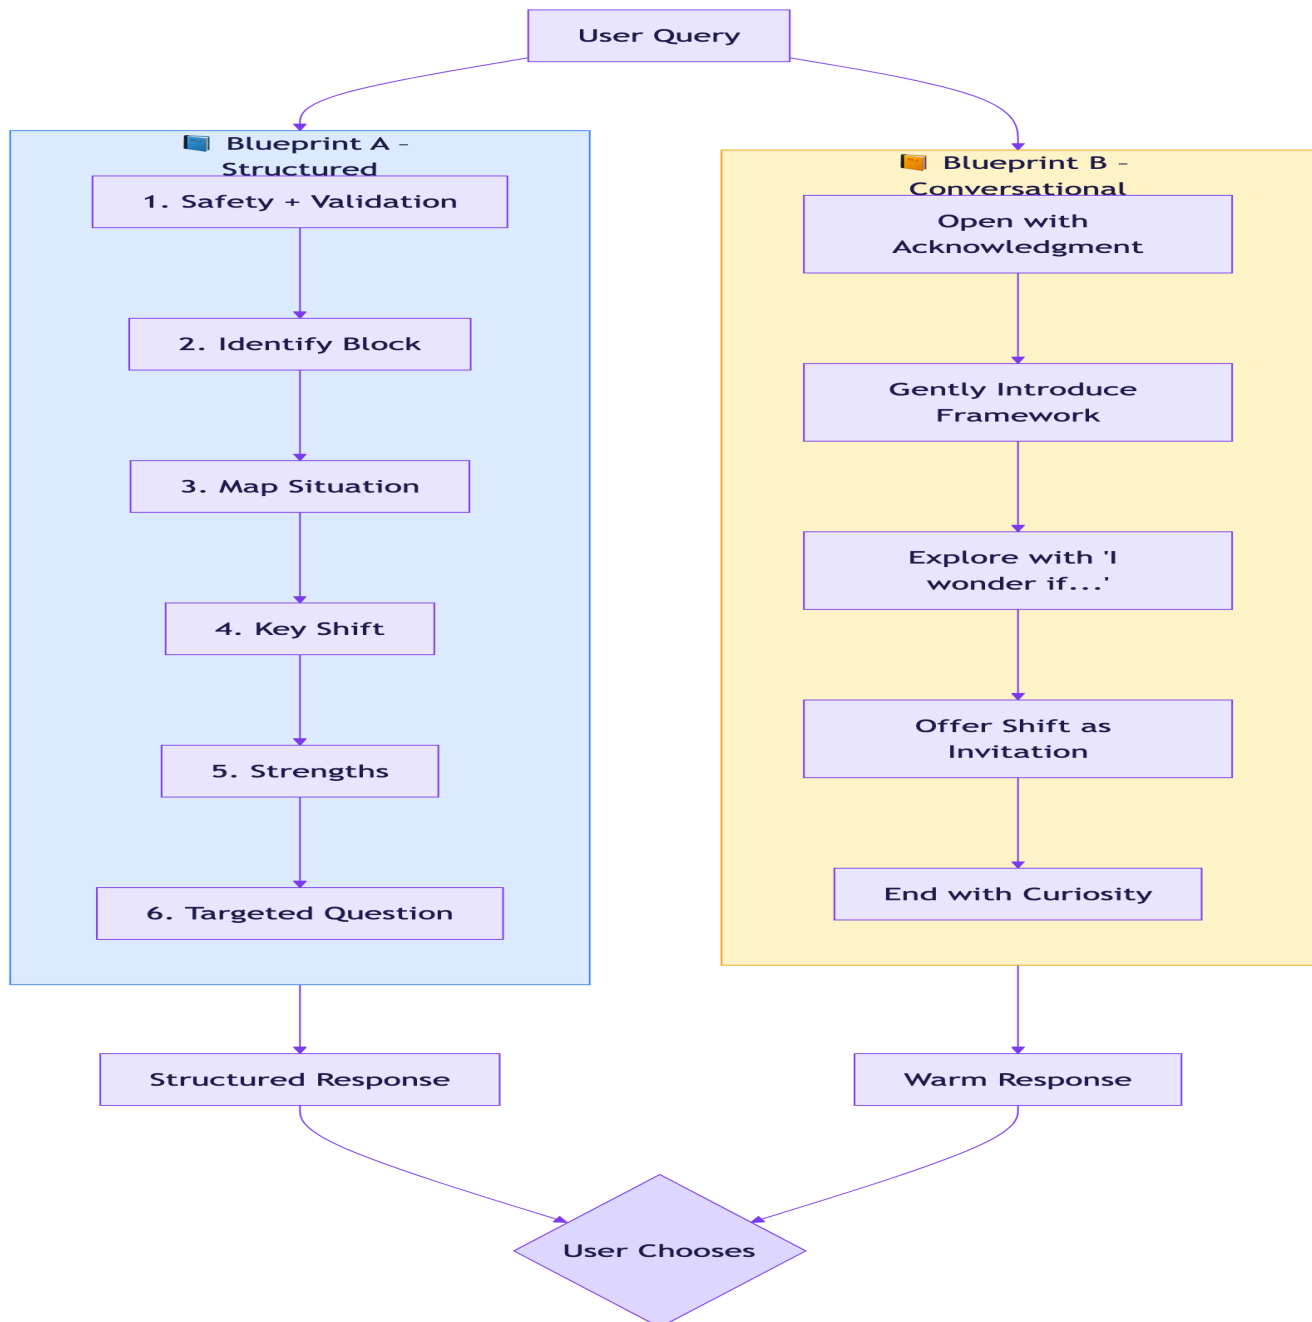 User Query
Blueprint A -
Structured
1. Safety + Validation
2. Identify Block
3. Map Situation
4. Key Shift
5. Strengths
6. Targeted Question
Structured Response
Blueprint B -
Conversational
Open with
Acknowledgment
Gently Introduce
Framework
Explore with 'I
wonder if...'
Offer Shift as
Invitation
End with Curiosity
Warm Response
User Chooses